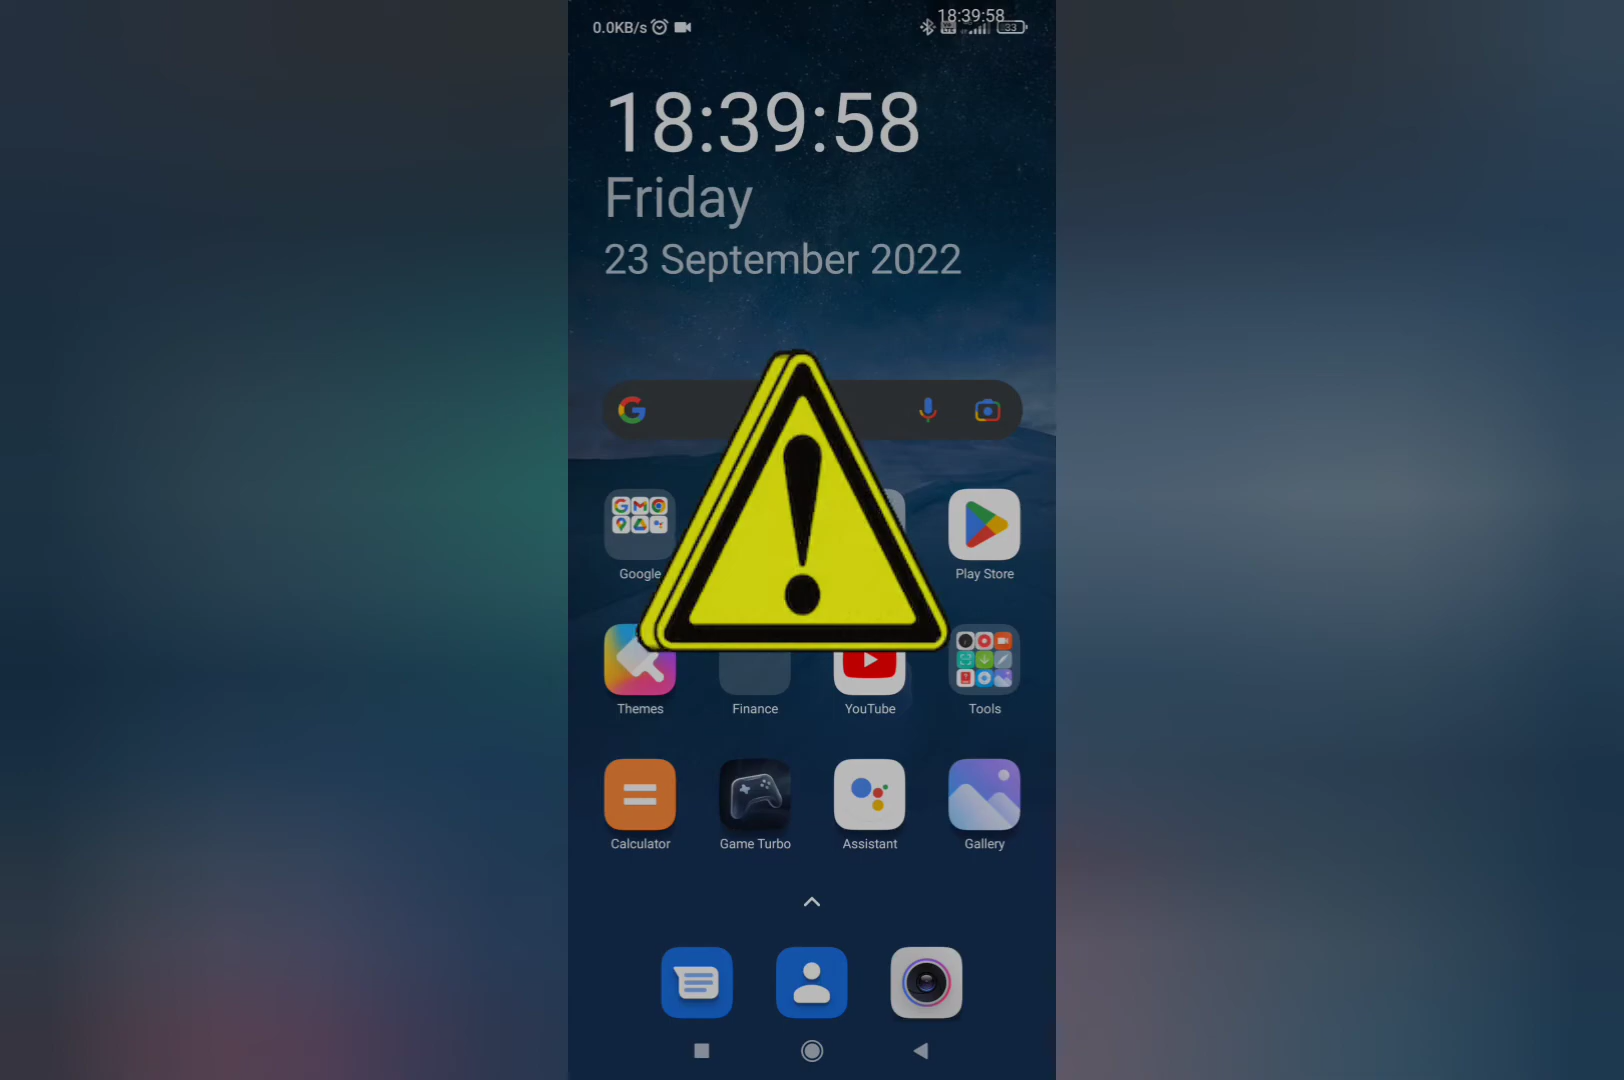 18:39:58
0.0KB/s
33
18:39:58
Friday
23 September 2022
Google
Play Store
Themes
Finance
YouTube
Tools
Calculator
Game Turbo
Assistant
Gallery